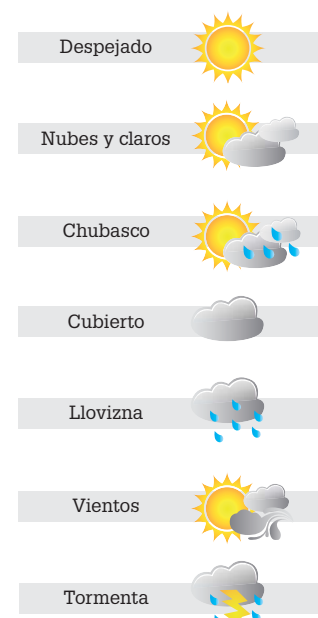 Despejado
Nubes y claros
Chubasco
Cubierto
Llovizna
Vientos
Tormenta